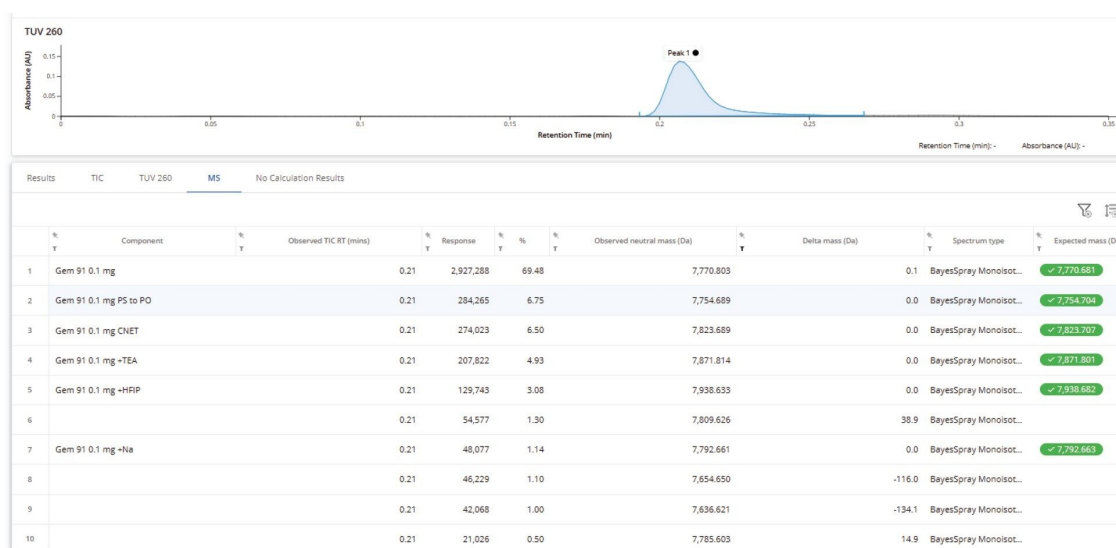 TUV 260
Absorbance (AU)
0.15
0.1
0.05
0
Peak 1
0 0.05 0.1 0.15 0.2 0.25 0.3 0.35
Retention Time (min)
Retention Time (min): - Absorbance (AU): -
Results TIC TUV 260 MS No Calculation Results
Component Observed TIC RT (mins) Response % Observed neutral mass (Da) Delta mass (Da) Spectrum type Expected mass (D
1 Gem 91 0.1 mg 0.21 2,927,288 69.48 7,770.803 0.1 BayesSpray Monoisot... ✓ 7,770.681
2 Gem 91 0.1 mg PS to PO 0.21 284,265 6.75 7,754.689 0.0 BayesSpray Monoisot... ✓ 7,754.704
3 Gem 91 0.1 mg CNET 0.21 274,023 6.50 7,823.689 0.0 BayesSpray Monoisot... ✓ 7,823.707
4 Gem 91 0.1 mg +TEA 0.21 207,822 4.93 7,871.814 0.0 BayesSpray Monoisot... ✓ 7,871.801
5 Gem 91 0.1 mg +HFIP 0.21 129,743 3.08 7,938.633 0.0 BayesSpray Monoisot... ✓ 7,938.682
6 0.21 54,577 1.30 7,809.626 38.9 BayesSpray Monoisot...
7 Gem 91 0.1 mg +Na 0.21 48,077 1.14 7,792.661 0.0 BayesSpray Monoisot... ✓ 7,792.663
8 0.21 46,229 1.10 7,654.650 -116.0 BayesSpray Monoisot...
9 0.21 42,068 1.00 7,636.621 -134.1 BayesSpray Monoisot...
10 0.21 21,026 0.50 7,785.603 14.9 BayesSpray Monoisot...